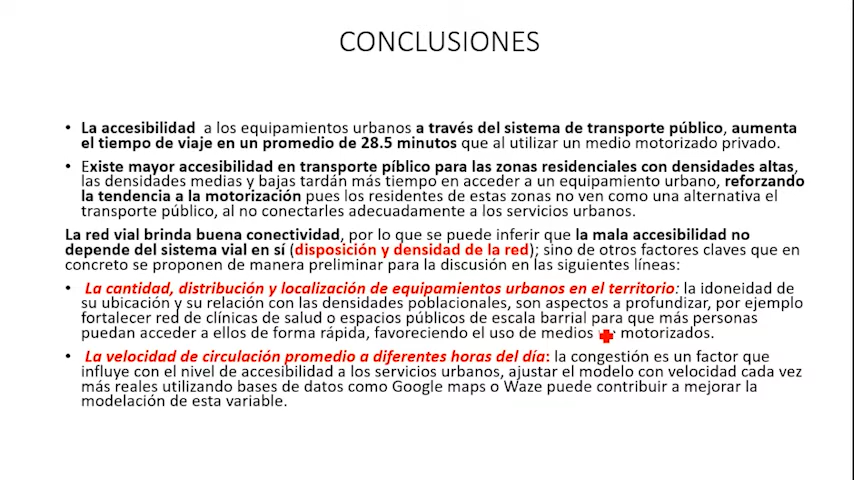 CONCLUSIONES
• La accesibilidad a los equipamientos urbanos a través del sistema de transporte público, aumenta
el tiempo de viaje en un promedio de 28.5 minutos que al utilizar un medio motorizado privado.
• Existe mayor accesibilidad en transporte píblico para las zonas residenciales con densidades altas,
las densidades medias y bajas tardán más tiempo en acceder a un equipamiento urbano, reforzando
la tendencia a la motorización pues los residentes de estas zonas no ven como una alternativa el
transporte público, al no conectarles adecuadamente a los servicios urbanos.
La red vial brinda buena conectividad, por lo que se puede inferir que la mala accesibilidad no
depende del sistema vial en sí (disposición y densidad de la red); sino de otros factores claves que en
concreto se proponen de manera preliminar para la discusión en las siguientes líneas:
• La cantidad, distribución y localización de equipamientos urbanos en el territorio: la idoneidad de
su ubicación y su relación con las densidades poblacionales, son aspectos a profundizar, por ejemplo
fortalecer red de clínicas de salud o espacios públicos de escala barrial para que más personas
puedan acceder a ellos de forma rápida, favoreciendo el uso de medios motorizados.
• La velocidad de circulación promedio a diferentes horas del día: la congestión es un factor que
influye con el nivel de accesibilidad a los servicios urbanos, ajustar el modelo con velocidad cada vez
más reales utilizando bases de datos como Google maps o Waze puede contribuir a mejorar la
modelación de esta variable.